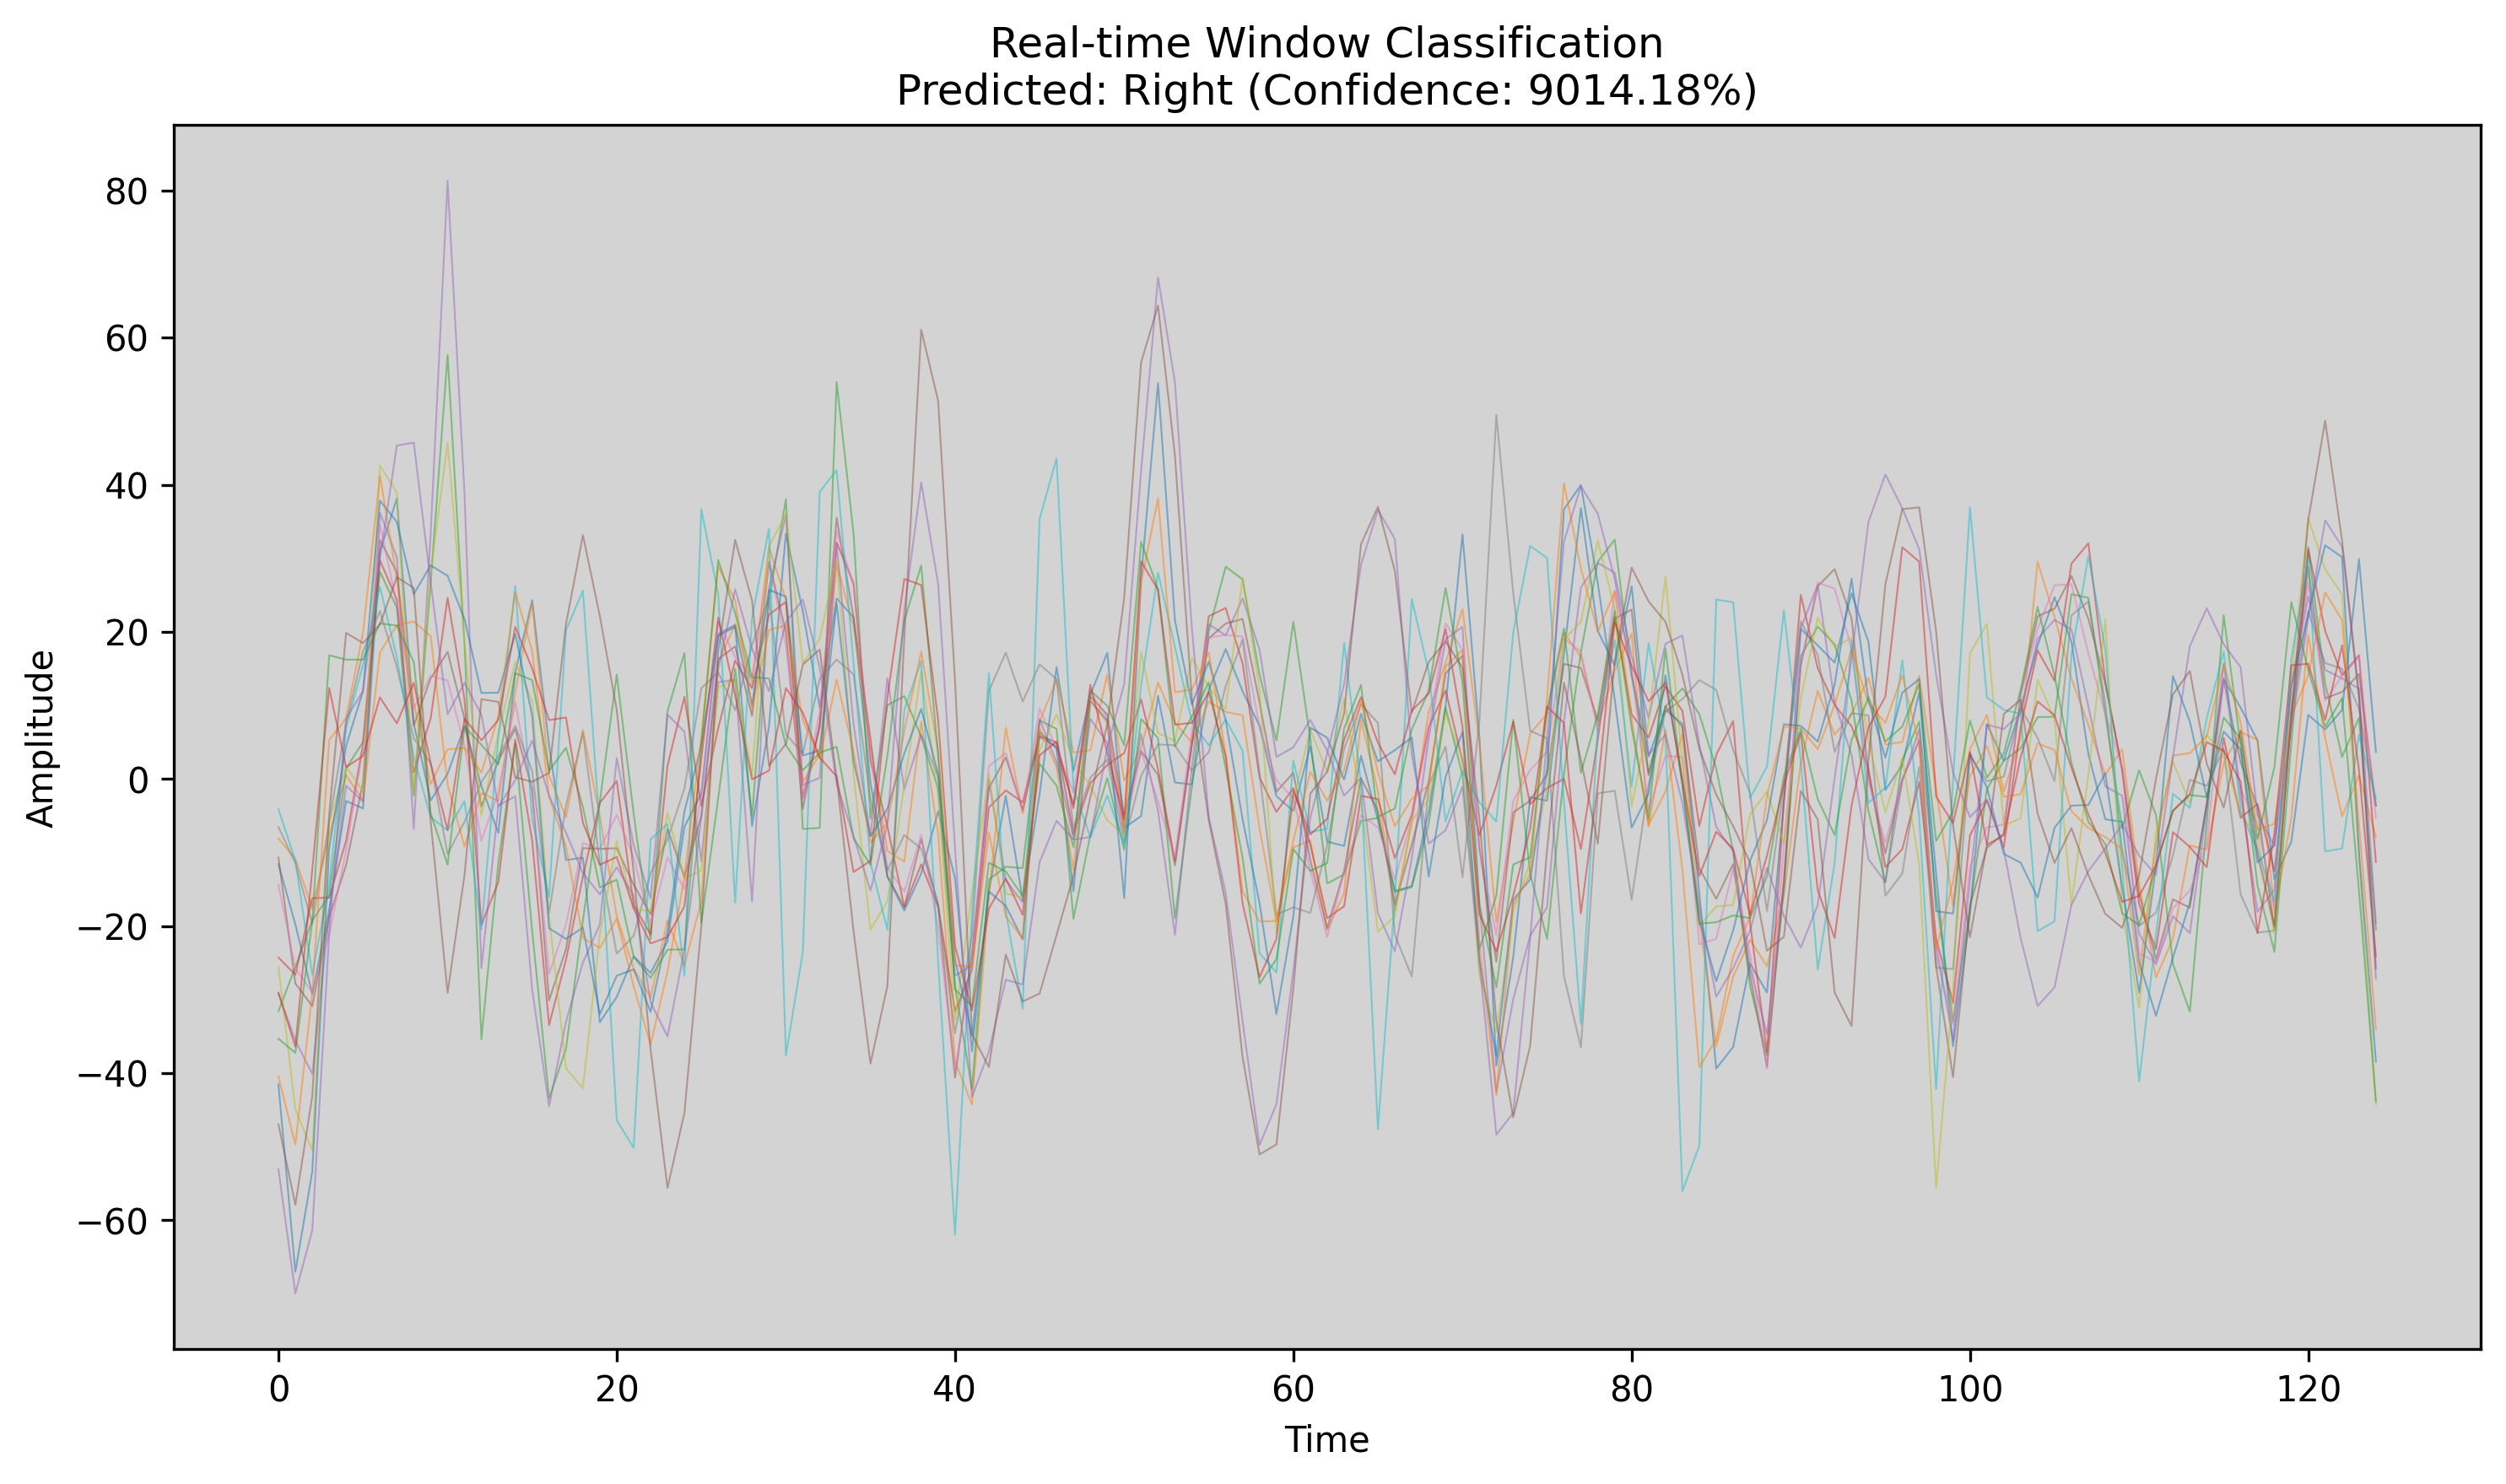 Real-time Window Classification
Predicted: Right (Confidence: 9014.18%)
Amplitude
80
60
40
20
0
−20
−40
−60
0 20 40 60 80 100 120
Time